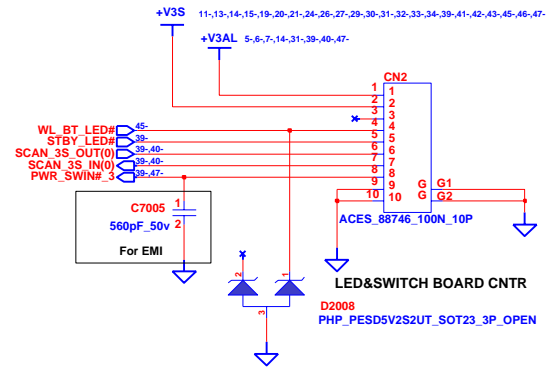 +V3S 11-,13-,14-,15-,19-,20-,21-,24-,26-,27-,29-,30-,31-,32-,33-,34-,39-,41-,42-,43-,45-,46-,47-
+V3AL 5-,6-,7-,14-,31-,39-,40-,47-
CN2
1 1
2 2
3 3
4 4
5 5
6 6
7 7
8 8
9 9 G G1
10 10 G G2
WL_BT_LED# 45-
STBY_LED# 39-
SCAN_3S_OUT(0) 39-,40-
SCAN_3S_IN(0) 39-,40-
PWR_SWIN#_3 39-,47-
ACES_88746_100N_10P
C7005 1
560pF_50v 2
For EMI
LED&SWITCH BOARD CNTR
2 1
3
D2008
PHP_PESD5V2S2UT_SOT23_3P_OPEN